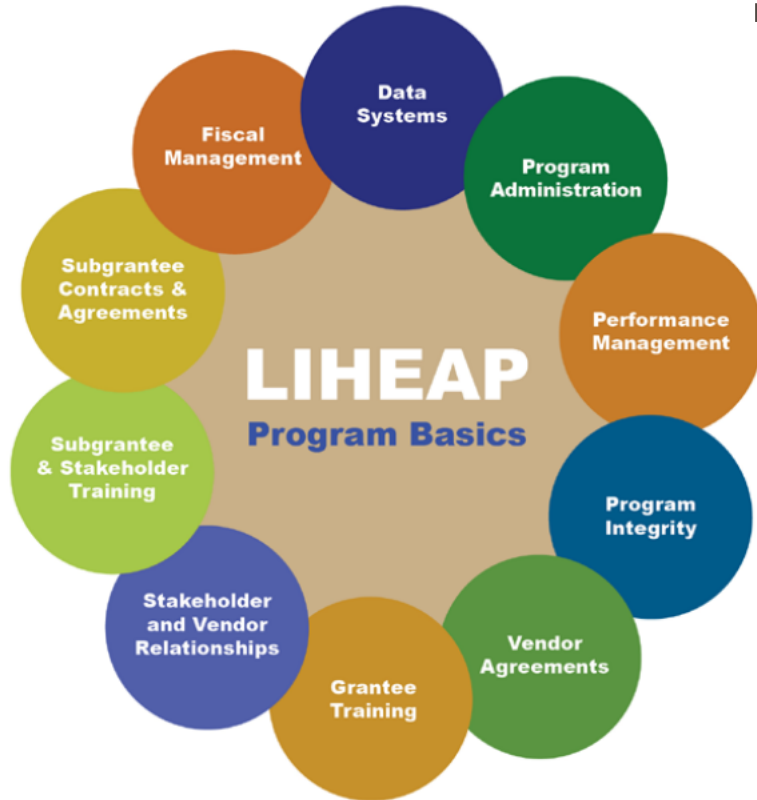 Data
Systems
Program
Administration
Performance
Management
Program
Integrity
Vendor
Agreements
Grantee
Training
Stakeholder
and Vendor
Relationships
Subgrantee
& Stakeholder
Training
Subgrantee
Contracts &
Agreements
Fiscal
Management
LIHEAP
Program Basics